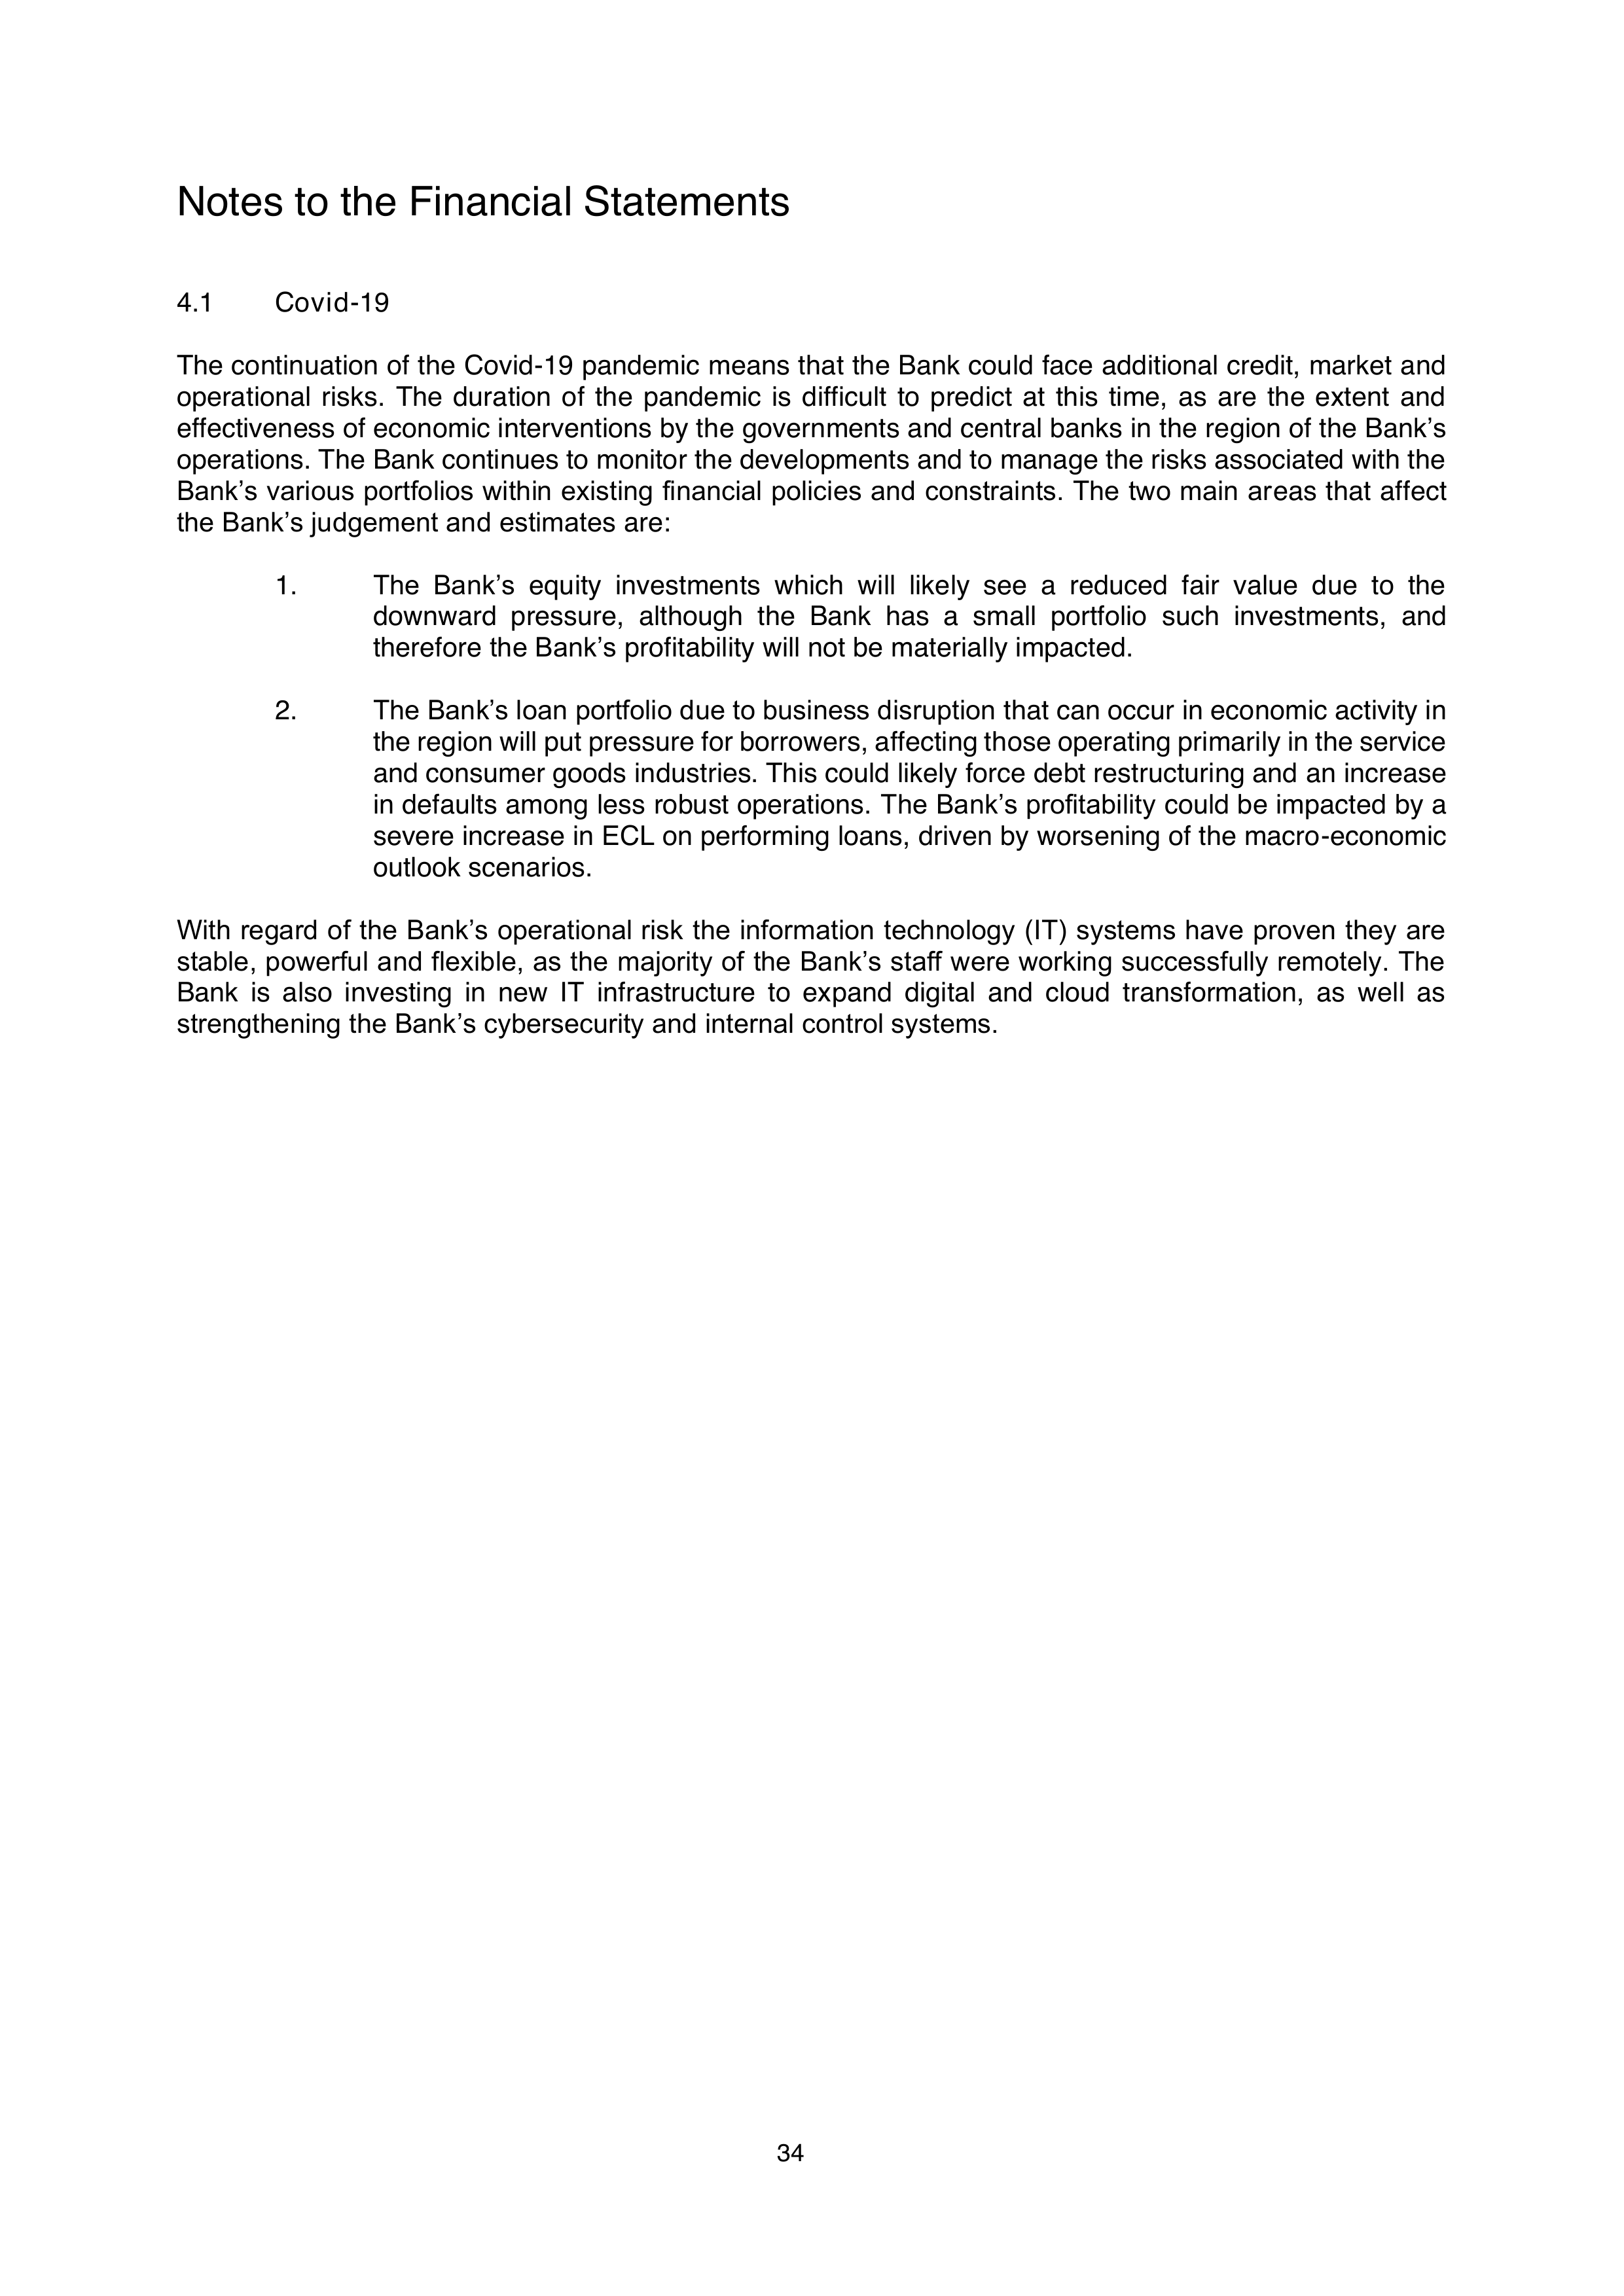 Notes to the Financial Statements
4.1 Covid-19
The continuation of the Covid-19 pandemic means that the Bank could face additional credit, market and
operational risks. The duration of the pandemic is difficult to predict at this time, as are the extent and
effectiveness of economic interventions by the governments and central banks in the region of the Bank’s
operations. The Bank continues to monitor the developments and to manage the risks associated with the
Bank’s various portfolios within existing financial policies and constraints. The two main areas that affect
the Bank’s judgement and estimates are:
1. The Bank’s equity investments which will likely see a reduced fair value due to the
downward pressure, although the Bank has a small portfolio such investments, and
therefore the Bank’s profitability will not be materially impacted.
2. The Bank’s loan portfolio due to business disruption that can occur in economic activity in
the region will put pressure for borrowers, affecting those operating primarily in the service
and consumer goods industries. This could likely force debt restructuring and an increase
in defaults among less robust operations. The Bank’s profitability could be impacted by a
severe increase in ECL on performing loans, driven by worsening of the macro-economic
outlook scenarios.
With regard of the Bank’s operational risk the information technology (IT) systems have proven they are
stable, powerful and flexible, as the majority of the Bank’s staff were working successfully remotely. The
Bank is also investing in new IT infrastructure to expand digital and cloud transformation, as well as
strengthening the Bank’s cybersecurity and internal control systems.
34